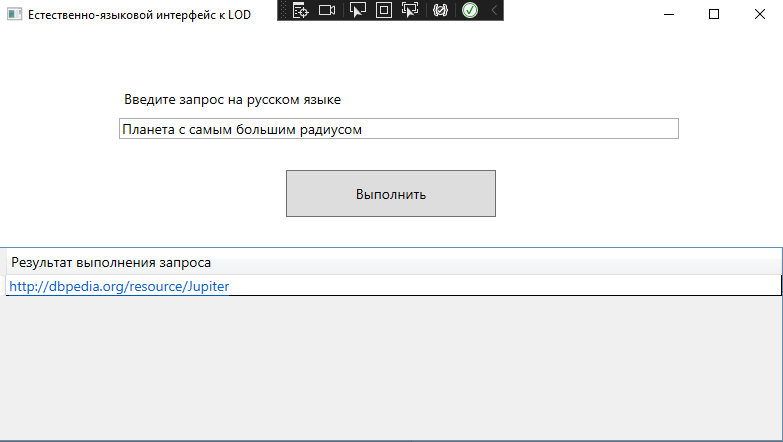 Естественно-языковой интерфейс к LOD
Введите запрос на русском языке
Планета с самым большим радиусом
Выполнить
Результат выполнения запроса
http://dbpedia.org/resource/Jupiter